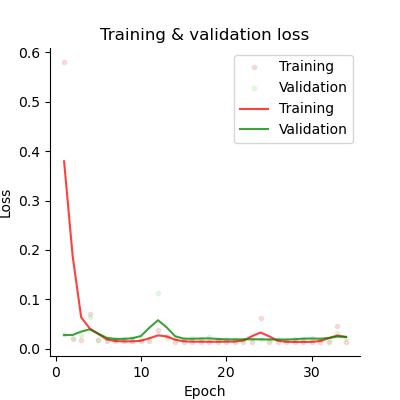 Training & validation loss
Training
Validation
Training
Validation
0.6
0.5
0.4
0.3
0.2
0.1
0.0
Loss
0 10 20 30
Epoch